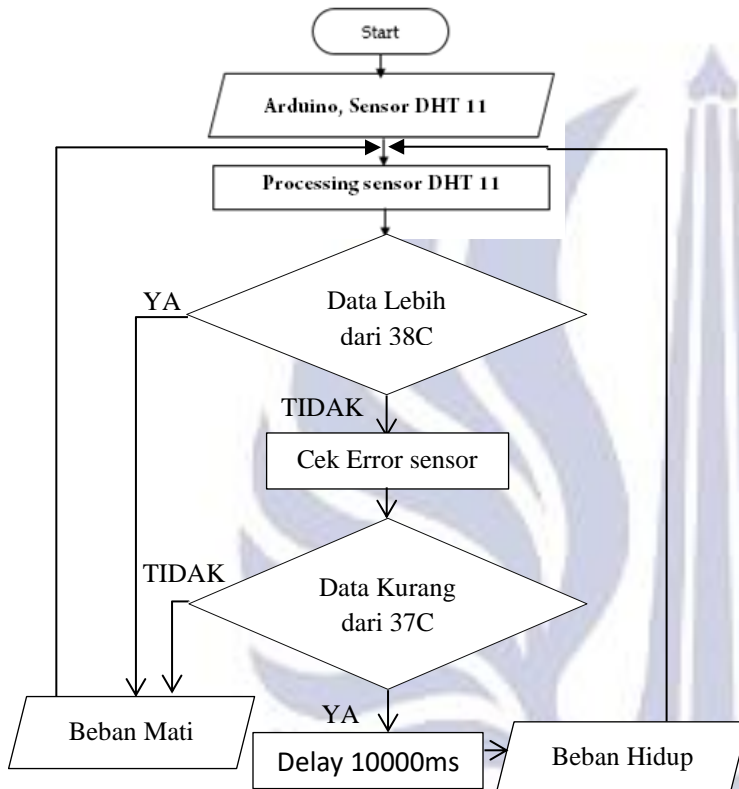 Start
Arduino, Sensor DHT 11
Processing sensor DHT 11
YA
Data Lebih
dari 38C
TIDAK
Cek Error sensor
TIDAK
Data Kurang
dari 37C
YA
Beban Mati
Delay 10000ms
Beban Hidup